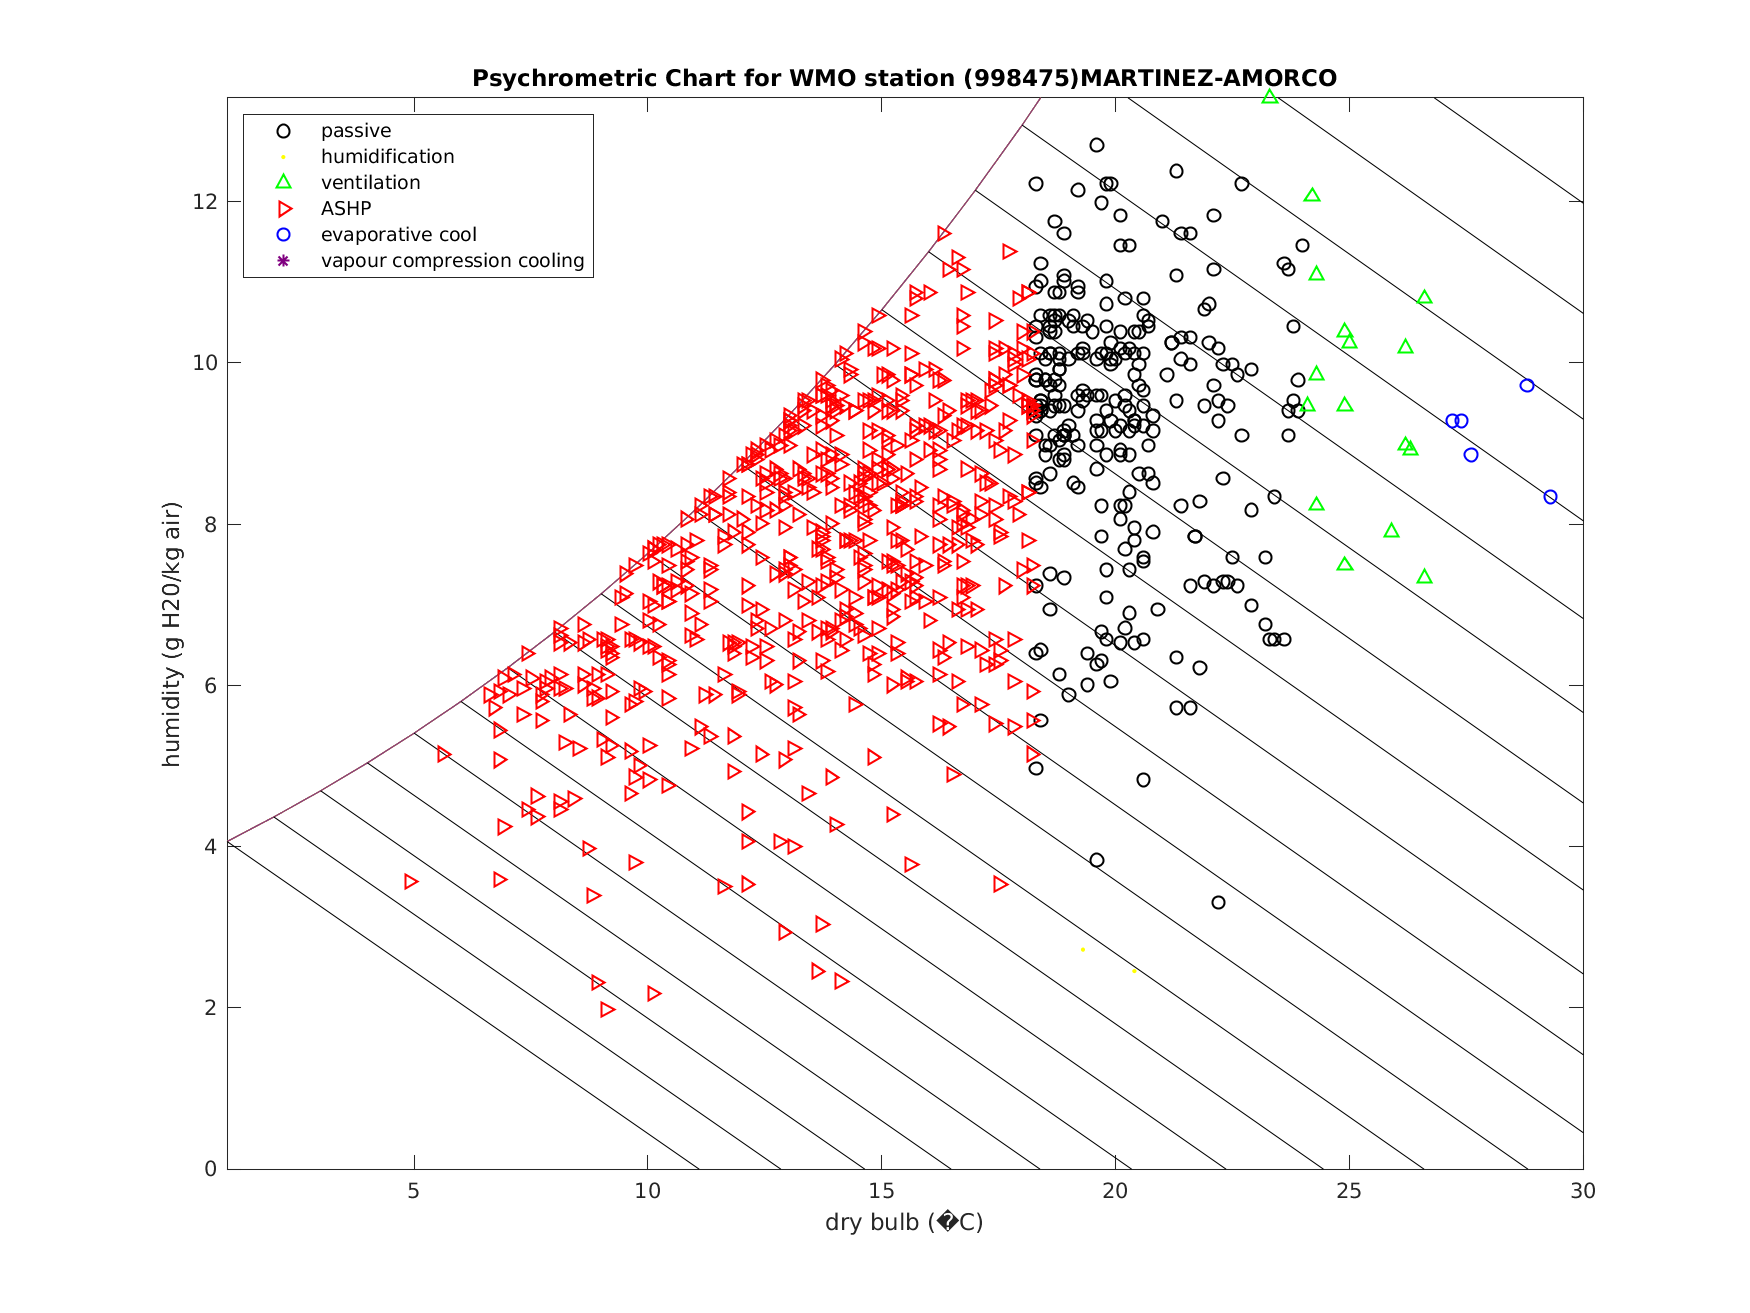 Psychrometric Chart for WMO station (998475)MARTINEZ-AMORCO
passive
humidification
ventilation
ASHP
evaporative cool
vapour compression cooling
humidity (g H20/kg air)
12
10
8
6
4
2
0
5 10 15 20 25 30
dry bulb (�C)